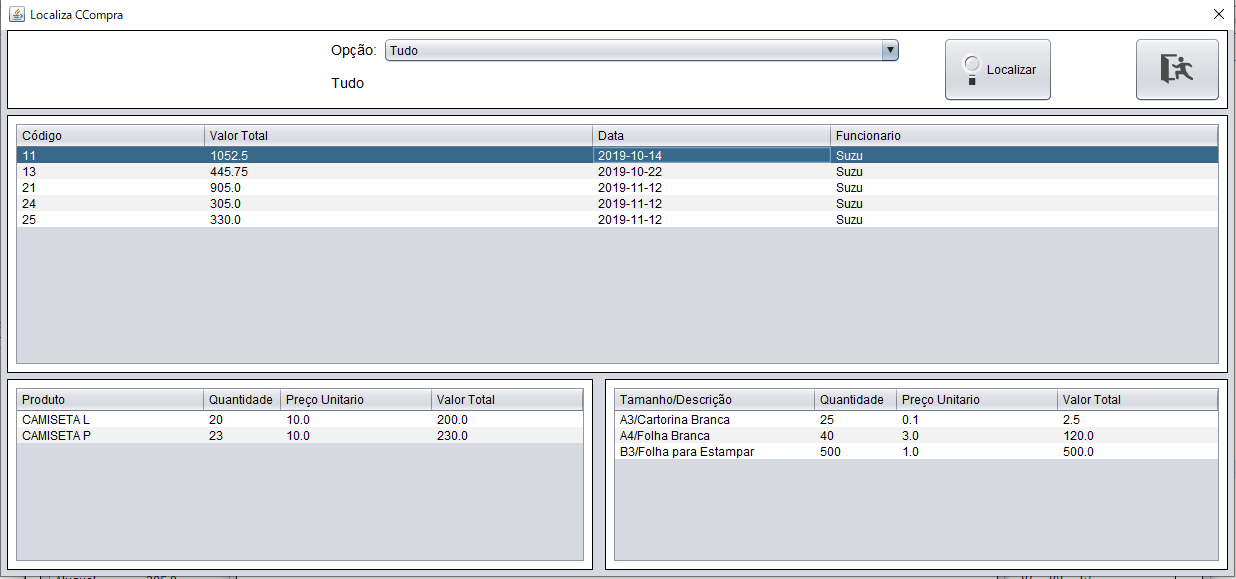 Localiza CCompra
Opção: Tudo
Localizar
Tudo
Código Valor Total Data Funcionario
11 1052.5 2019-10-14 Suzu
13 445.75 2019-10-22 Suzu
21 905.0 2019-11-12 Suzu
24 305.0 2019-11-12 Suzu
25 330.0 2019-11-12 Suzu
Produto Quantidade Preço Unitario Valor Total
CAMISETA L 20 10.0 200.0
CAMISETA P 23 10.0 230.0
Tamanho/Descrição Quantidade Preço Unitario Valor Total
A3/Cartorina Branca 25 0.1 2.5
A4/Folha Branca 40 3.0 120.0
B3/Folha para Estampar 500 1.0 500.0